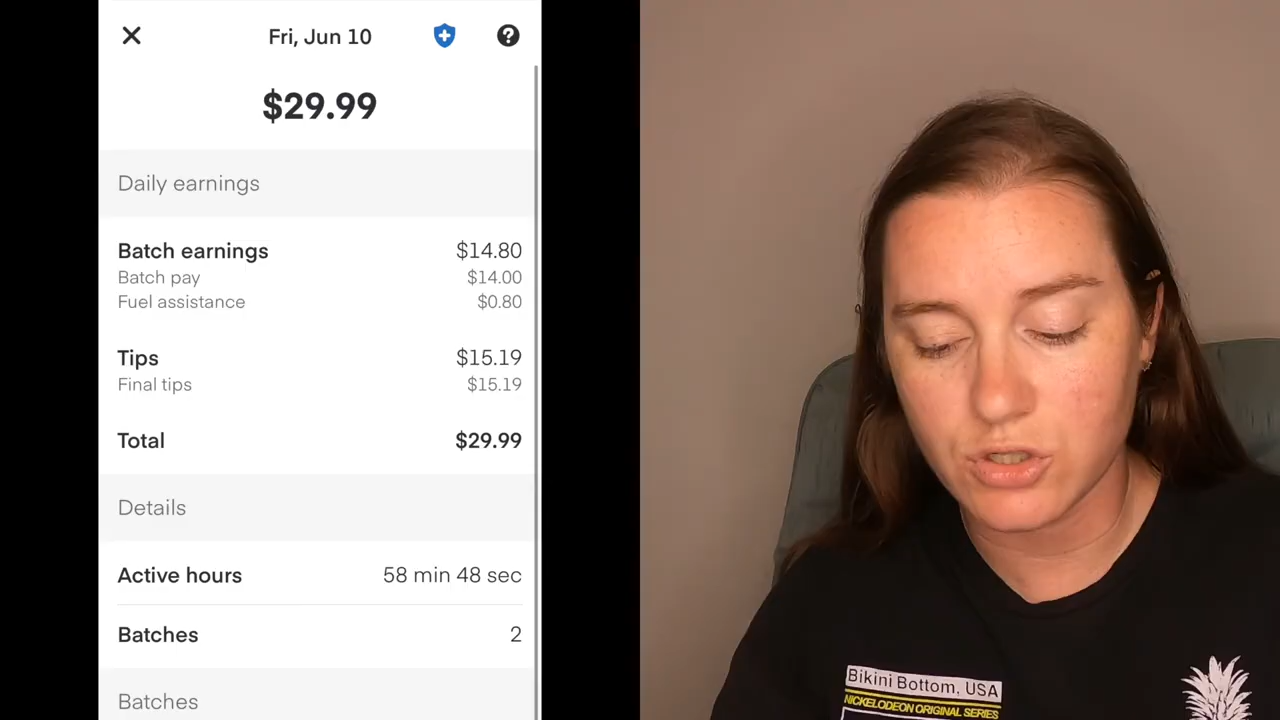 Fri, Jun 10
$29.99
Daily earnings
Batch earnings $14.80
Batch pay $14.00
Fuel assistance $0.80
Tips $15.19
Final tips $15.19
Total $29.99
Details
Active hours 58 min 48 sec
Batches 2
Batches
Bikini Bottom, USA
NICKELODEON ORIGINAL SERIES